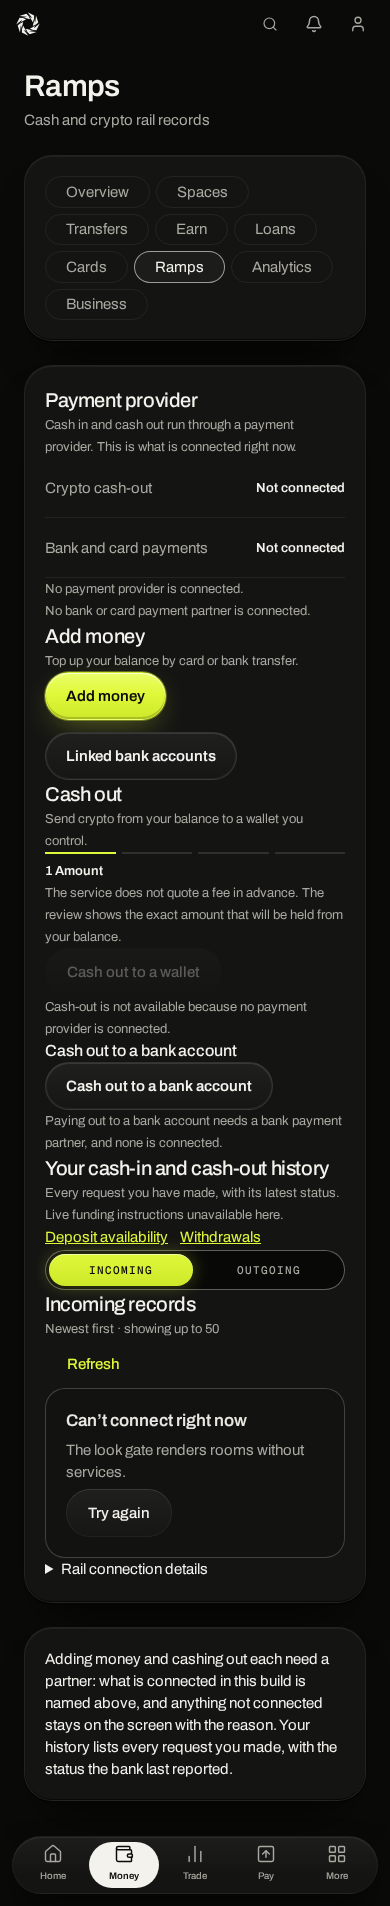 Ramps
Cash and crypto rail records
Overview
Spaces
Transfers
Earn
Loans
Cards
Ramps
Analytics
Business
Payment provider
Cash in and cash out run through a payment
provider. This is what is connected right now.
Crypto cash-out
Not connected
Bank and card payments
Not connected
No payment provider is connected.
No bank or card payment partner is connected.
Add money
Top up your balance by card or bank transfer.
Add money
Linked bank accounts
Cash out
Send crypto from your balance to a wallet you
control.
1 Amount
The service does not quote a fee in advance. The
review shows the exact amount that will be held from
your balance.
Cash out to a wallet
Cash-out is not available because no payment
provider is connected.
Cash out to a bank account
Cash out to a bank account
Paying out to a bank account needs a bank payment
partner, and none is connected.
Your cash-in and cash-out history
Every request you have made, with its latest status.
Live funding instructions unavailable here.
Deposit availability Withdrawals
INCOMING
OUTGOING
Incoming records
Newest first · showing up to 50
Refresh
Can’t connect right now
The look gate renders rooms without
services.
Try again
Rail connection details
Adding money and cashing out each need a
partner: what is connected in this build is
named above, and anything not connected
stays on the screen with the reason. Your
history lists every request you made, with the
status the bank last reported.
Home
Money
Trade
Pay
More